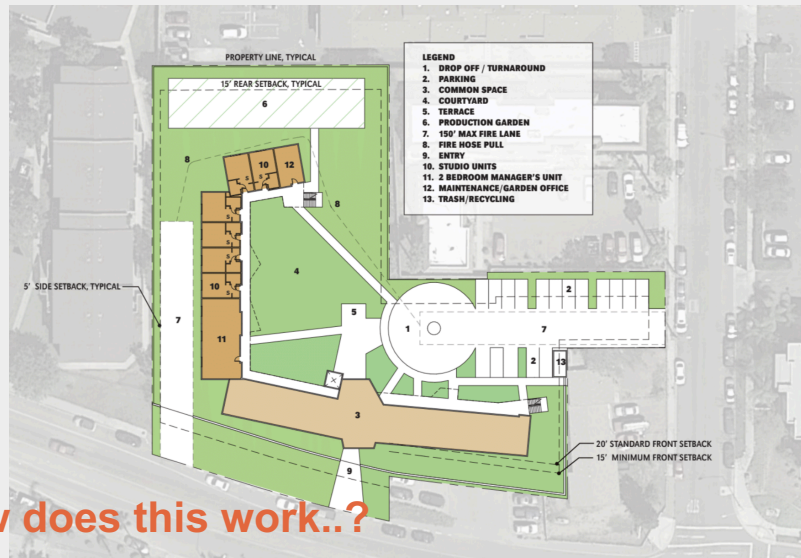 PROPERTY LINE, TYPICAL
15' REAR SETBACK, TYPICAL
6
LEGEND
1. DROP OFF / TURNAROUND
2. PARKING
3. COMMON SPACE
4. COURTYARD
5. TERRACE
6. PRODUCTION GARDEN
7. 150' MAX FIRE LANE
8. FIRE HOSE PULL
9. ENTRY
10. STUDIO UNITS
11. 2 BEDROOM MANAGER'S UNIT
12. MAINTENANCE/GARDEN OFFICE
13. TRASH/RECYCLING
8
10
12
S
S
8
S
S
S
4
5' SIDE SETBACK, TYPICAL
10
S
2
7
5
1
7
11
2
13
3
20' STANDARD FRONT SETBACK
15' MINIMUM FRONT SETBACK
9
does this work..?